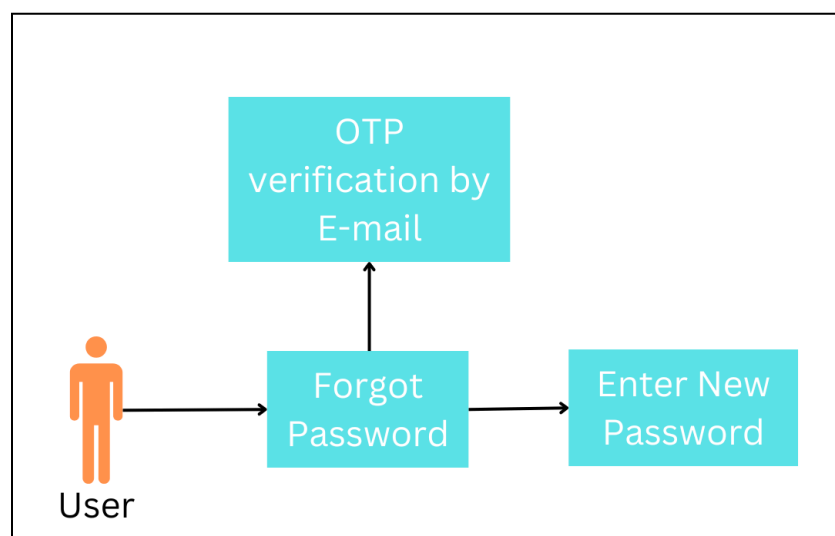 OTP
verification by
E-mail
Forgot
Password
Enter New
Password
User